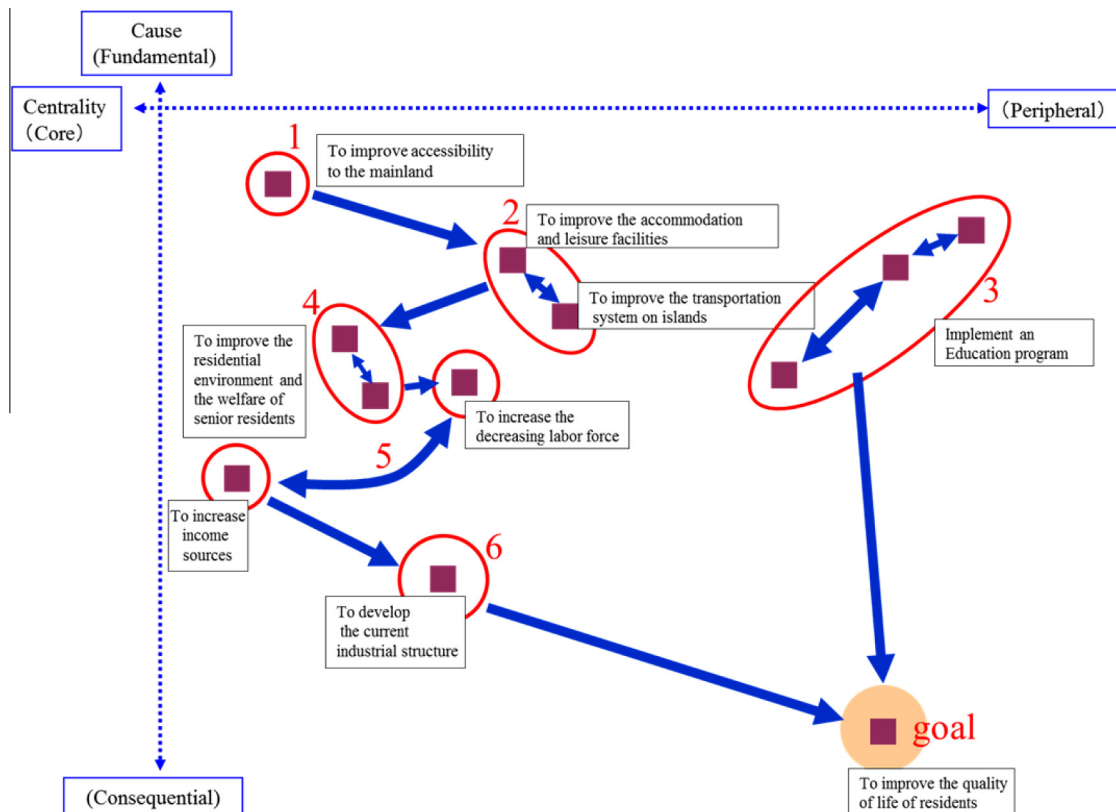 Cause
(Fundamental)
Centrality
(Core)
(Peripheral)
1
To improve accessibility
to the mainland
2
To improve the accommodation
and leisure facilities
To improve the transportation
system on islands
3
Implement an
Education program
4
To improve the
residential
environment and
the welfare of
senior residents
To increase the
decreasing labor force
5
To increase
income
sources
6
To develop
the current
industrial structure
goal
To improve the quality
of life of residents
(Consequential)